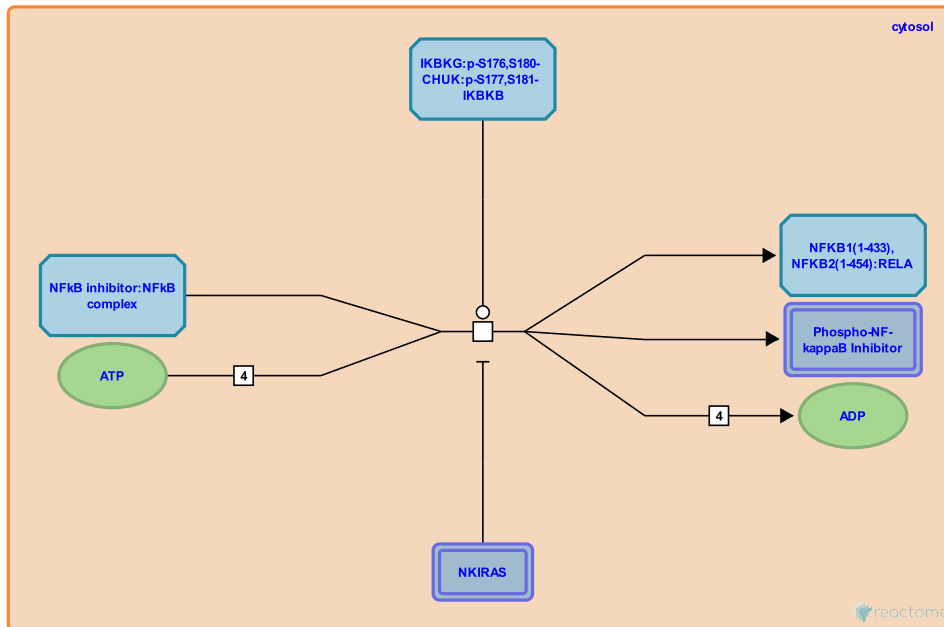 cytosol
IKBKG:p-S176,S180-
CHUK:p-S177,S181-
IKBKB
NFKB1(1-433),
NFKB2(1-454):RELA
NFkB inhibitor:NFkB
complex
Phospho-NF-
kappaB Inhibitor
ATP
4
4
ADP
NKIRAS
reactome